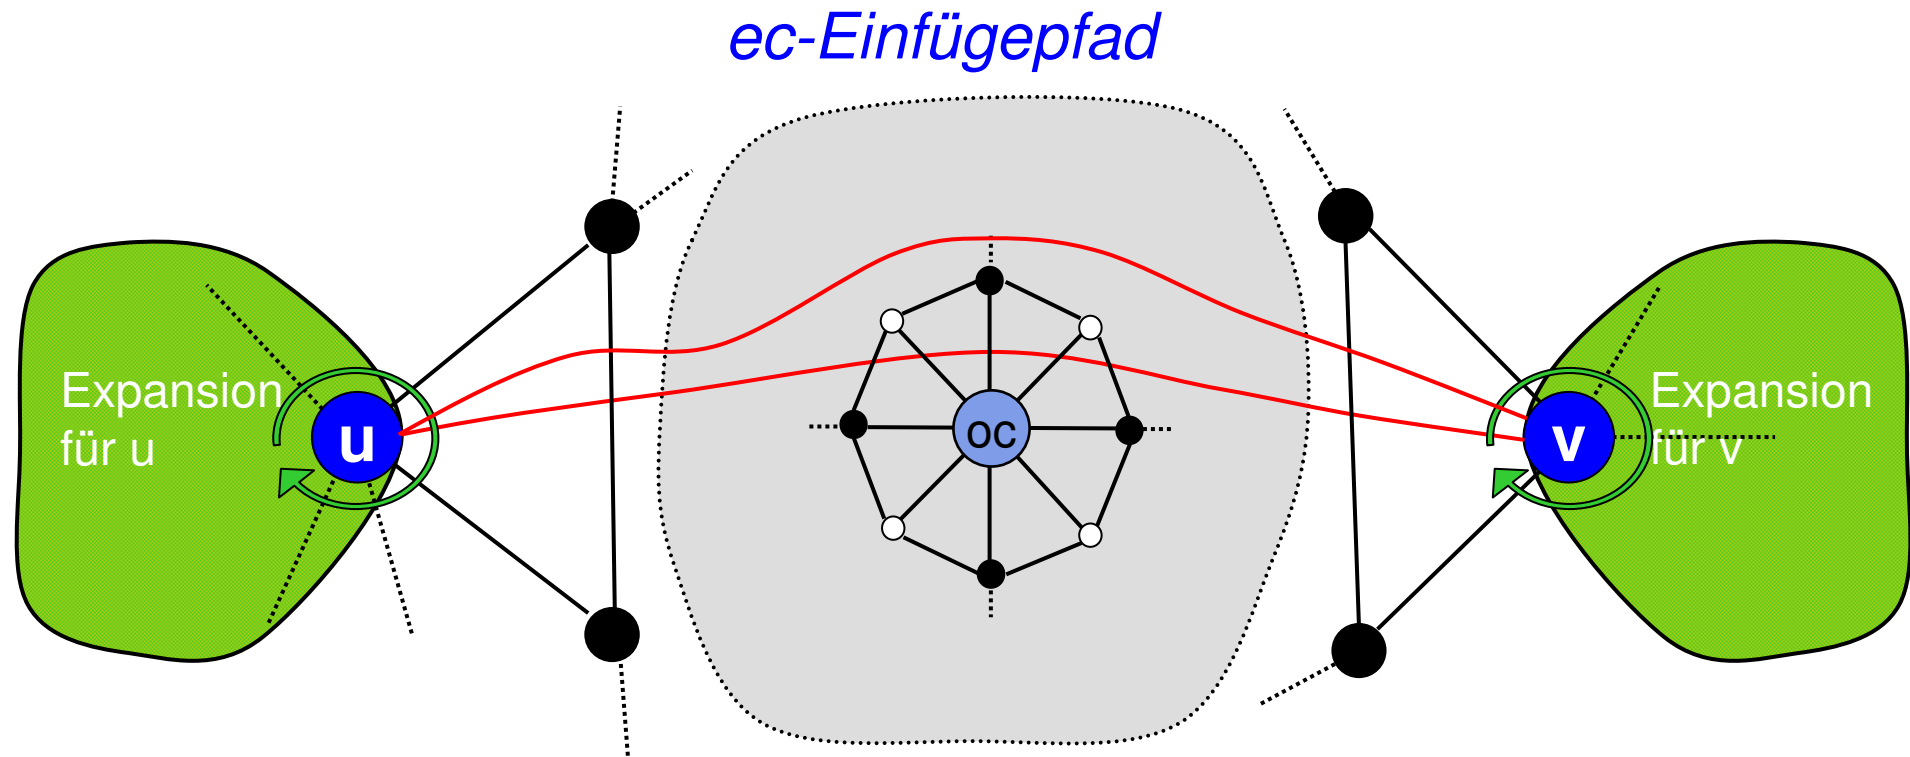 ec-Einfügepfad
Expansion
für u
u
oc
v
Expansion
für v